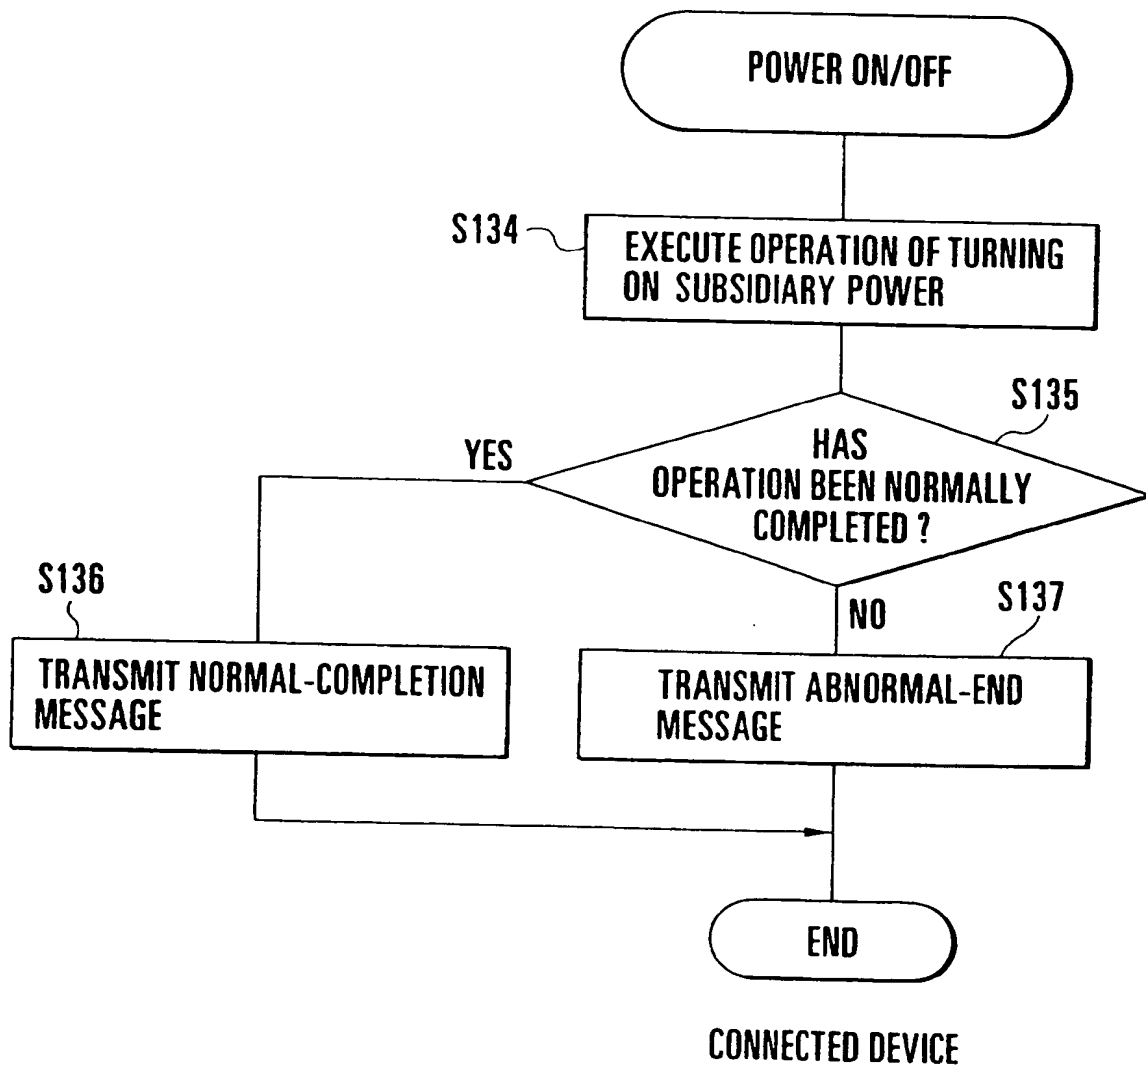 POWER ON/OFF
S134
EXECUTE OPERATION OF TURNING
ON SUBSIDIARY POWER
S135
HAS
OPERATION BEEN NORMALLY
COMPLETED ?
YES
NO
S136
TRANSMIT NORMAL-COMPLETION
MESSAGE
S137
TRANSMIT ABNORMAL-END
MESSAGE
END
CONNECTED DEVICE